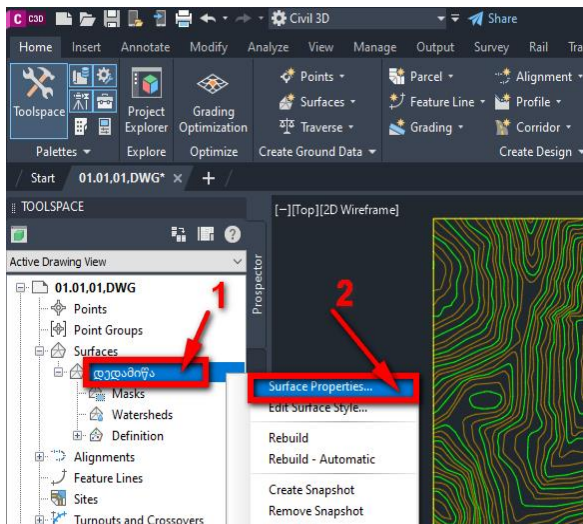 C C3D Civil 3D Share
Home Insert Annotate Modify Analyze View Manage Output Survey Rail
Toolspace Project Explorer Grading Optimization
Points Parcel Alignment
Surfaces Feature Line Profile
Traverse Grading Corridor
Palettes Explore Optimize Create Ground Data Create Design
Start 01.01,01,DWG* × +
TOOLSPACE
[−][Top][2D Wireframe]
Active Drawing View
Prospector
01.01,01,DWG
1
2
Points
Point Groups
Surfaces
დედამიწა
Masks
Watersheds
Definition
Alignments
Feature Lines
Sites
Turnouts and Crossovers
Surface Properties...
Edit Surface Style...
Rebuild
Rebuild - Automatic
Create Snapshot
Remove Snapshot